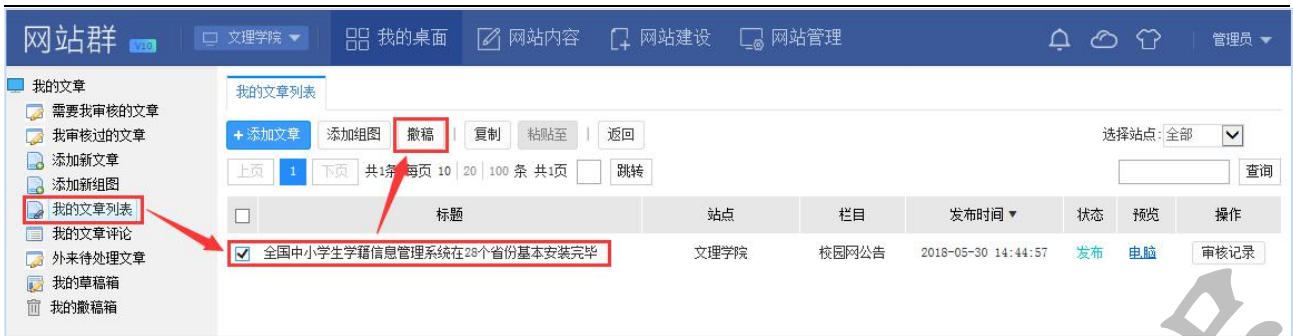 网站群 V10 文理学院 我的桌面 网站内容 网站建设 网站管理 管理员
我的文章
需要我审核的文章
我审核过的文章
添加新文章
添加新组图
我的文章列表
我的文章评论
外来待处理文章
我的草稿箱
我的撤稿箱
我的文章列表
+添加文章 添加组图 撤稿 | 复制 粘贴至 | 返回 选择站点:全部
上页 1 下页 共1条 每页 10 | 20 | 100 条 共1页 跳转 查询
标题 站点 栏目 发布时间▼ 状态 预览 操作
全国中小学生学籍信息管理系统在28个省份基本安装完毕 文理学院 校园网公告 2018-05-30 14:44:57 发布 电脑 审核记录